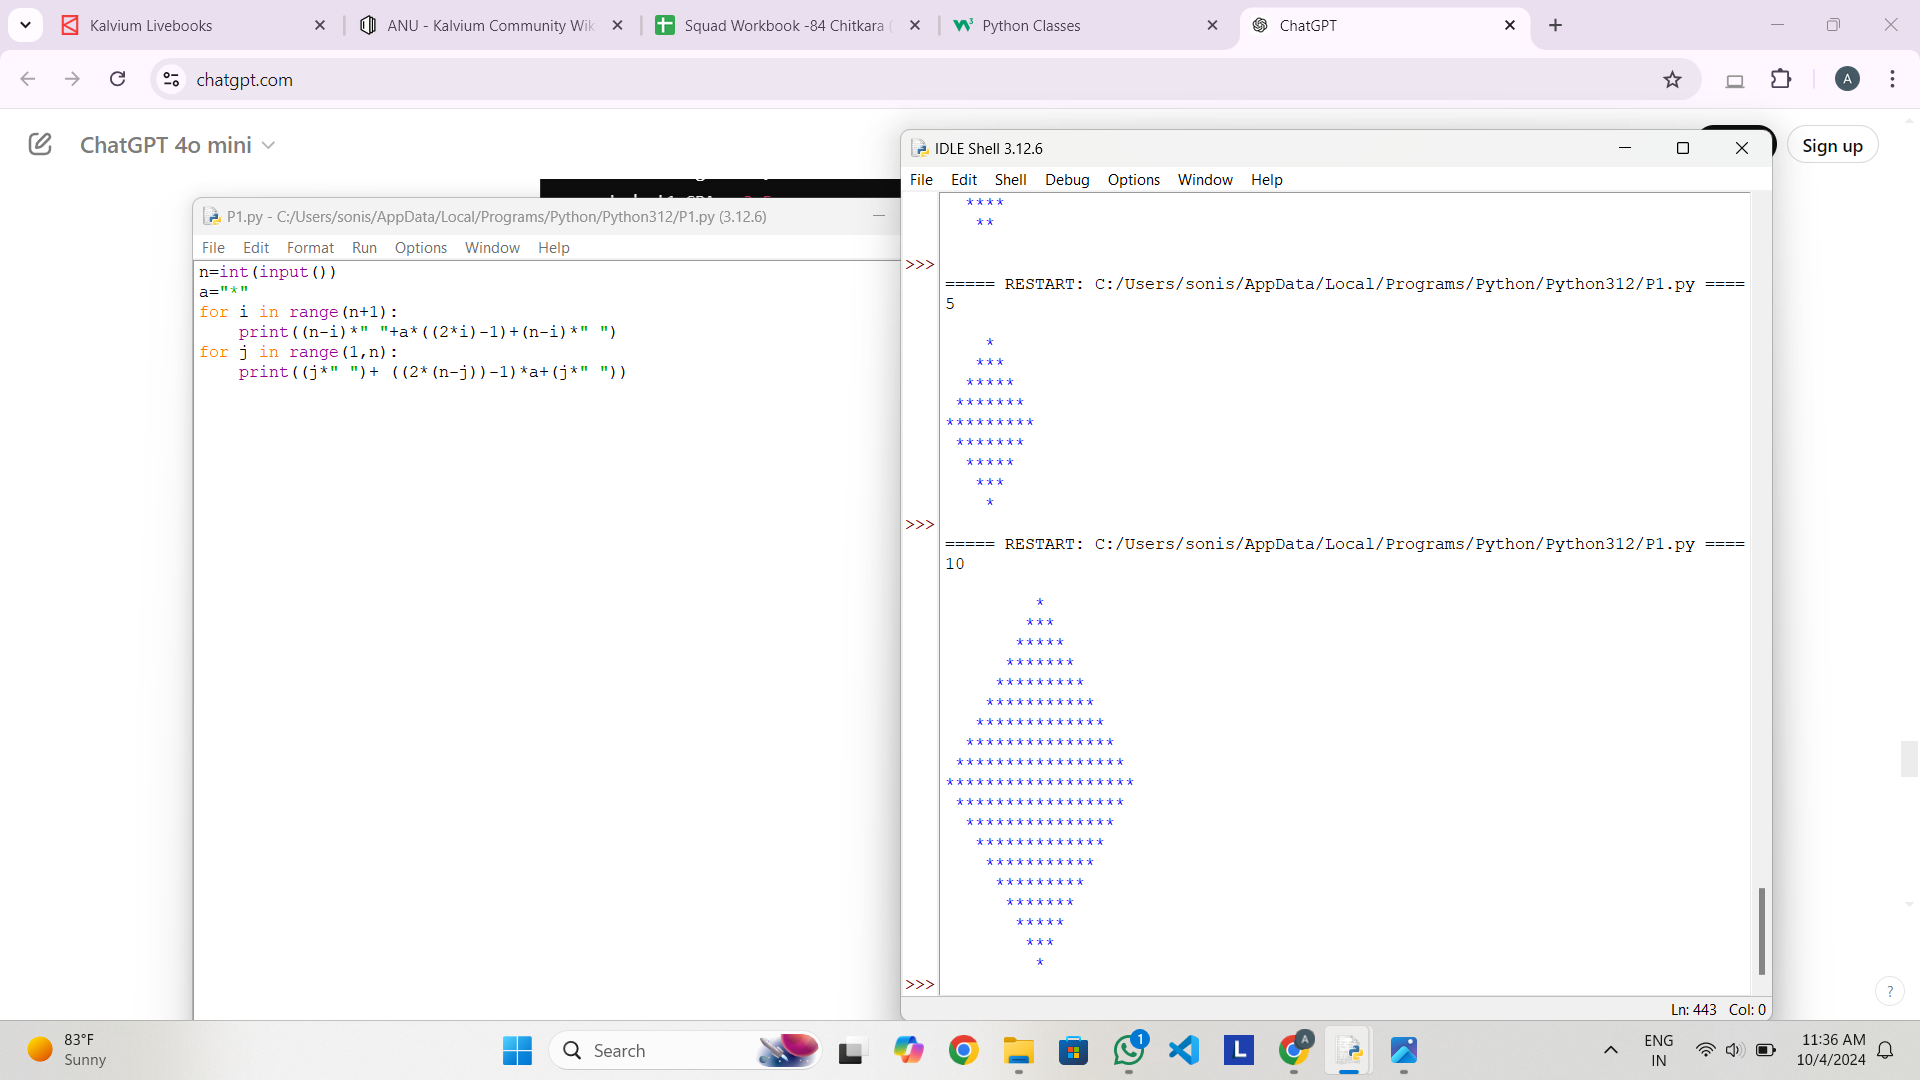 Kalvium Livebooks
ANU - Kalvium Community Wik
Squad Workbook -84 Chitkara (
Python Classes
ChatGPT
chatgpt.com
A
ChatGPT 4o mini
Sign up
P1.py - C:/Users/sonis/AppData/Local/Programs/Python/Python312/P1.py (3.12.6)
File Edit Format Run Options Window Help
n=int(input())
a="*"
for i in range(n+1):
    print((n-i)*" "+a*((2*i)-1)+(n-i)*" ")
for j in range(1,n):
    print((j*" ")+ ((2*(n-j))-1)*a+(j*" "))
IDLE Shell 3.12.6
File Edit Shell Debug Options Window Help
  ****
   **
>>>
===== RESTART: C:/Users/sonis/AppData/Local/Programs/Python/Python312/P1.py ====
5
    *
   ***
  *****
 *******
*********
 *******
  *****
   ***
    *
>>>
===== RESTART: C:/Users/sonis/AppData/Local/Programs/Python/Python312/P1.py ====
10
         *
        ***
       *****
      *******
     *********
    ***********
   *************
  ***************
 *****************
*******************
 *****************
  ***************
   *************
    ***********
     *********
      *******
       *****
        ***
         *
>>>
Ln: 443 Col: 0
?
83°F
Sunny
Search
1
L
A
ENG
IN
11:36 AM
10/4/2024